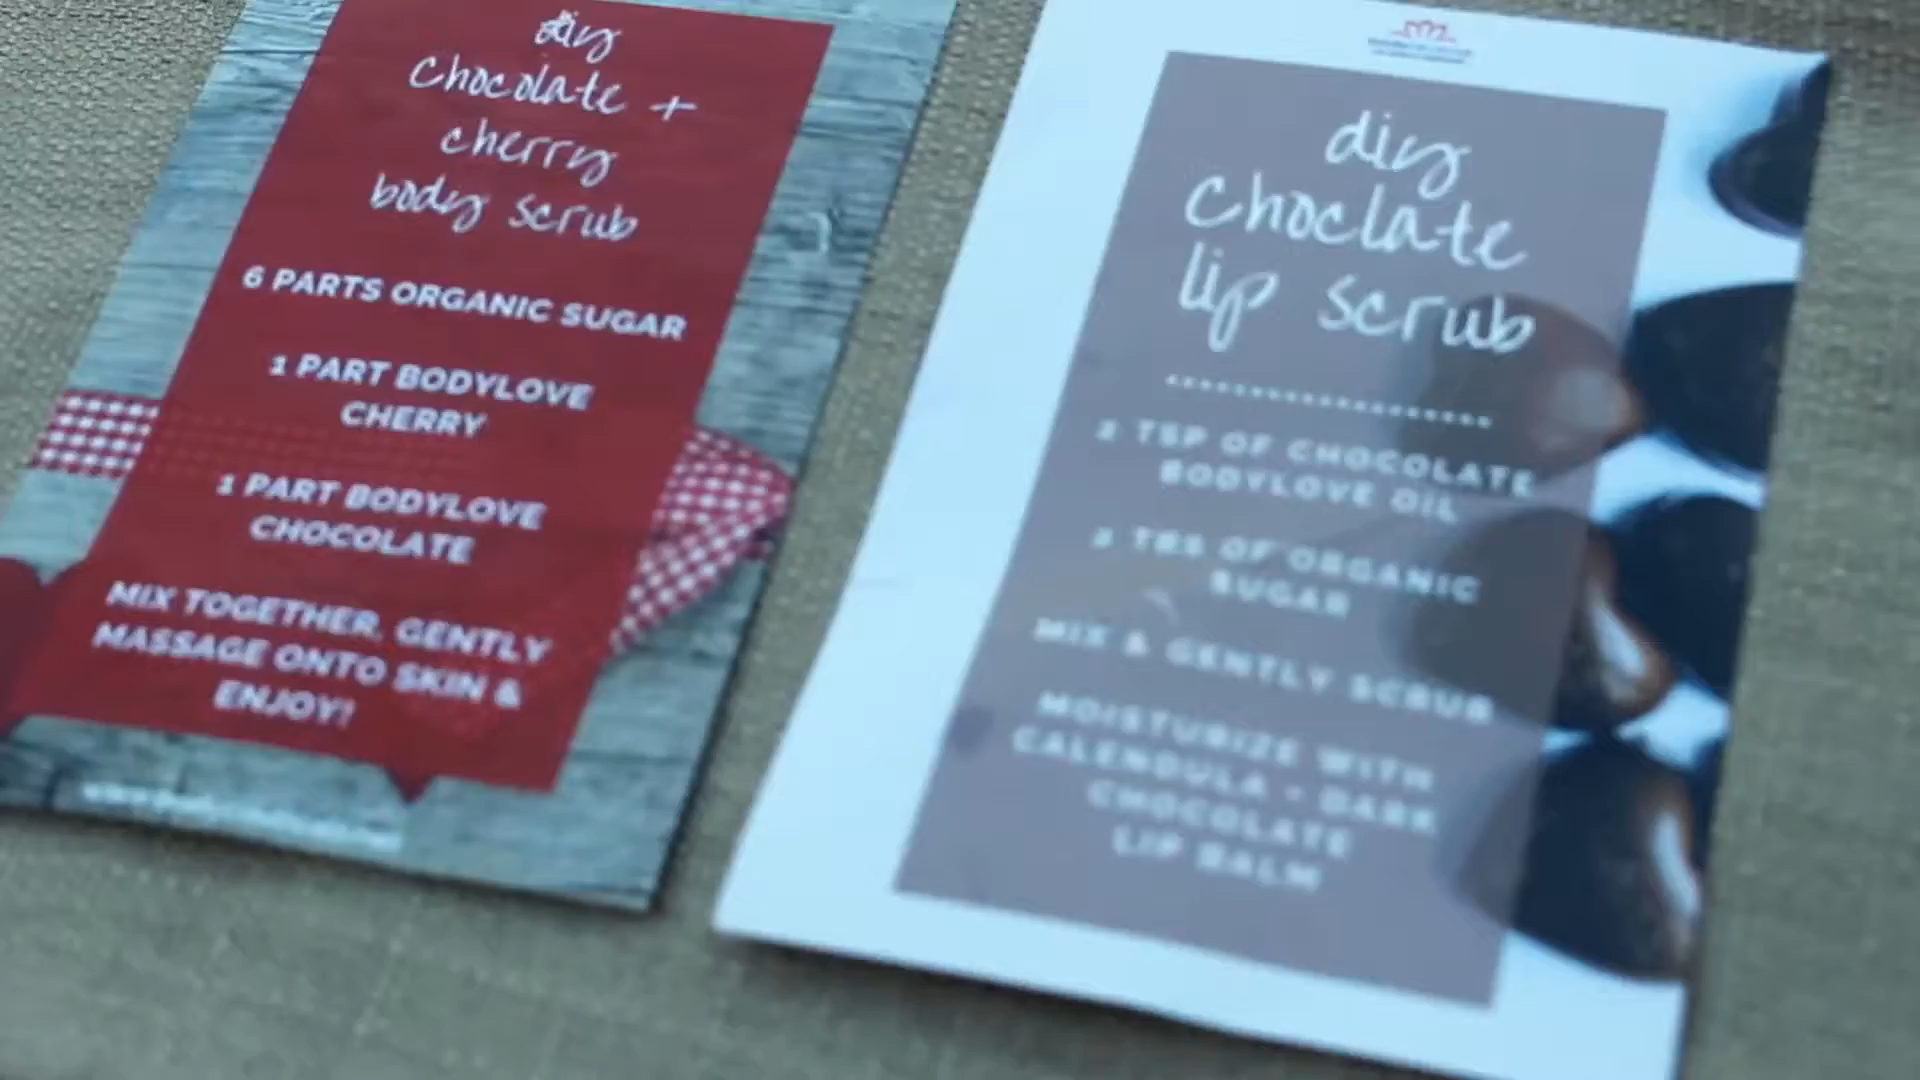 diy
chocolate +
cherry
body scrub
6 PARTS ORGANIC SUGAR
1 PART BODYLOVE
CHERRY
1 PART BODYLOVE
CHOCOLATE
MIX TOGETHER, GENTLY
MASSAGE ONTO SKIN &
ENJOY!
diy
choclate
lip scrub
2 TSP OF CHOCOLATE
BODYLOVE OIL
2 TBS OF ORGANIC
SUGAR
MIX & GENTLY SCRUB
MOISTURIZE WITH
CALENDULA + DARK
CHOCOLATE
LIP BALM